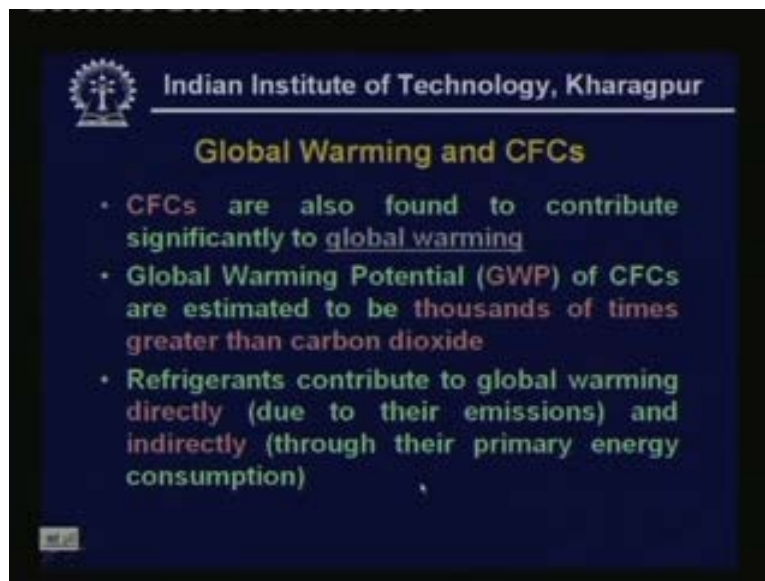 Indian Institute of Technology, Kharagpur
Global Warming and CFCs
• CFCs are also found to contribute
significantly to global warming
• Global Warming Potential (GWP) of CFCs
are estimated to be thousands of times
greater than carbon dioxide
• Refrigerants contribute to global warming
directly (due to their emissions) and
indirectly (through their primary energy
consumption)